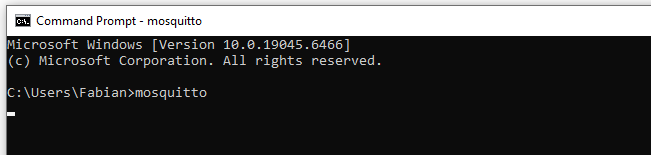 Command Prompt - mosquitto
Microsoft Windows [Version 10.0.19045.6466]
(c) Microsoft Corporation. All rights reserved.
C:\Users\Fabian>mosquitto